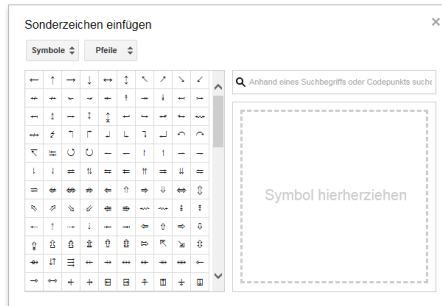 Sonderzeichen einfügen
Symbole Pfeile
Anhand eines Suchbegriffs oder Codepunkts suche
Symbol hierherziehen